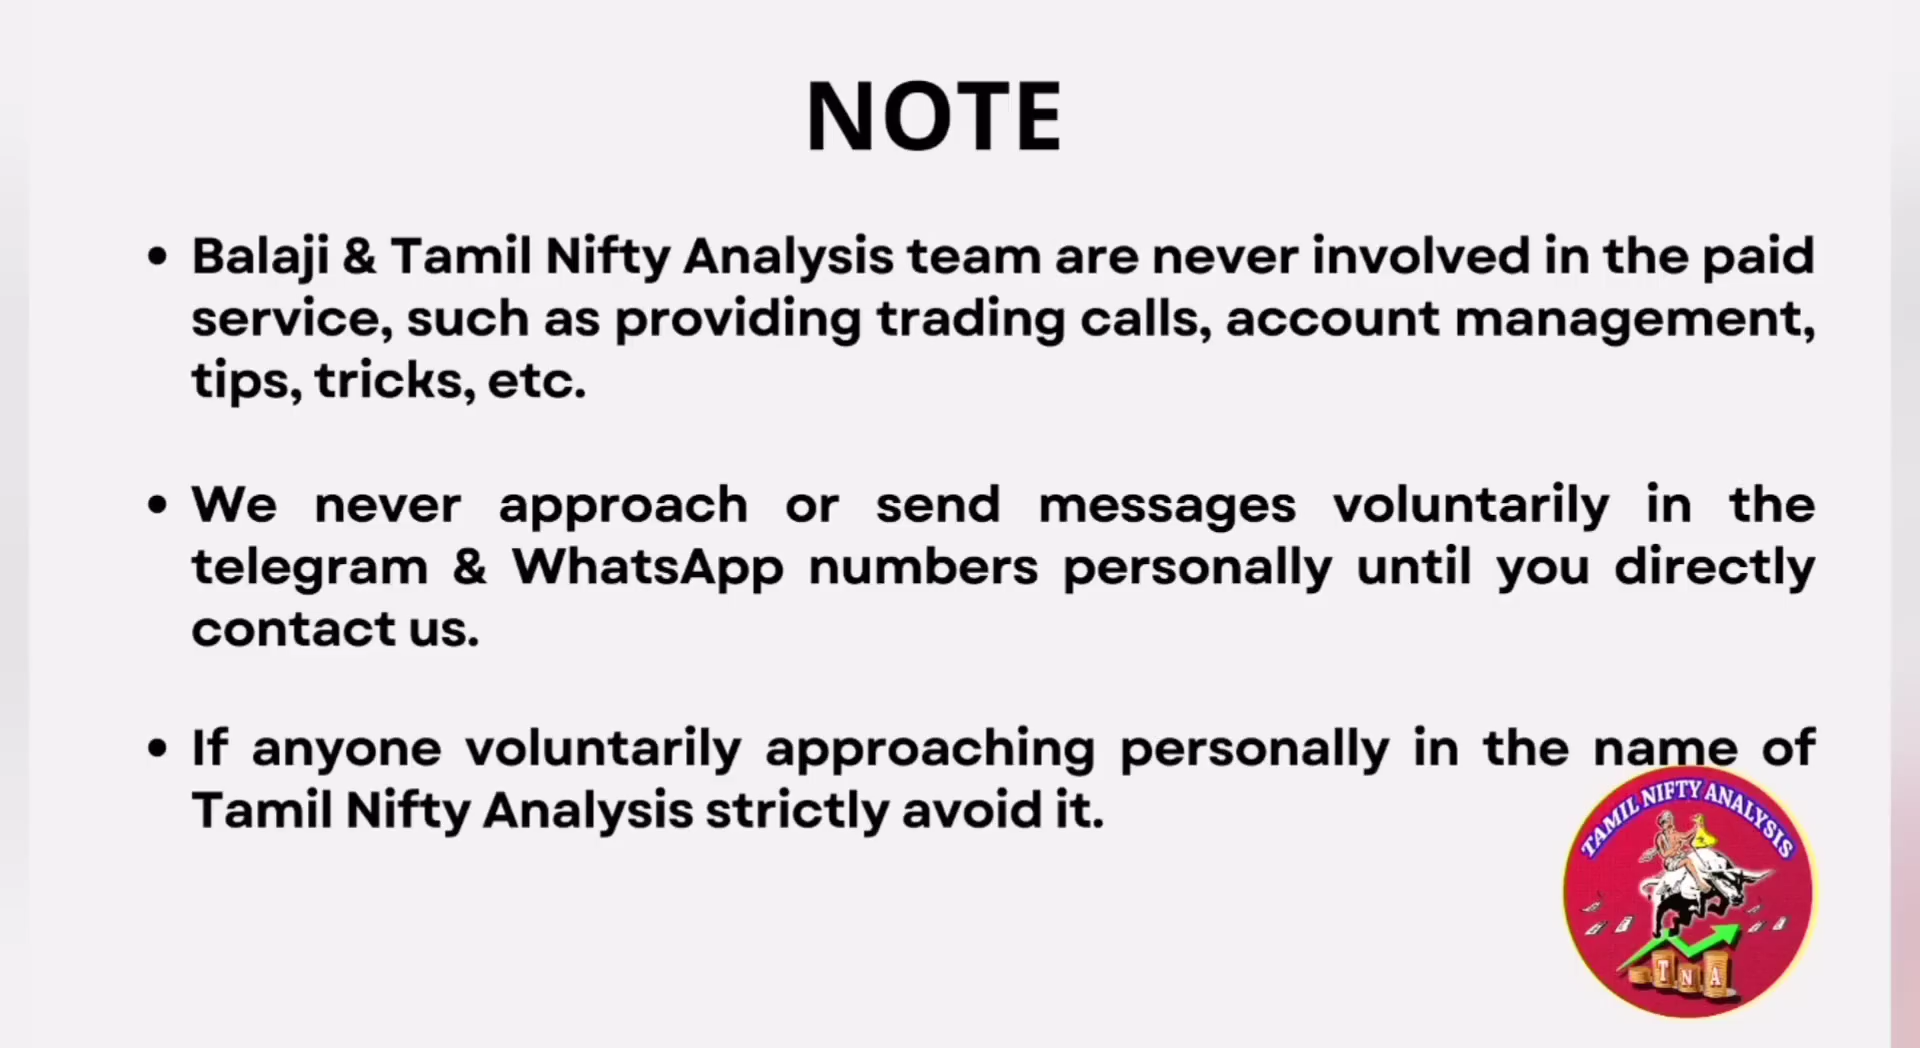 NOTE
• Balaji & Tamil Nifty Analysis team are never involved in the paid
service, such as providing trading calls, account management,
tips, tricks, etc.
• We never approach or send messages voluntarily in the
telegram & WhatsApp numbers personally until you directly
contact us.
• If anyone voluntarily approaching personally in the name of
Tamil Nifty Analysis strictly avoid it.
TAMIL NIFTY ANALYSIS
T N A